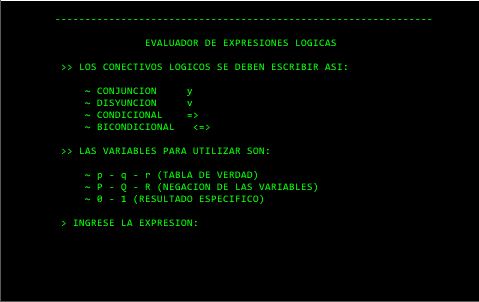 ---------------------------------------------------------------
EVALUADOR DE EXPRESIONES LOGICAS
>> LOS CONECTIVOS LOGICOS SE DEBEN ESCRIBIR ASI:
~ CONJUNCION     y
~ DISYUNCION     v
~ CONDICIONAL    =>
~ BICONDICIONAL   <=>
>> LAS VARIABLES PARA UTILIZAR SON:
~ p - q - r (TABLA DE VERDAD)
~ P - Q - R (NEGACION DE LAS VARIABLES)
~ 0 - 1 (RESULTADO ESPECIFICO)
> INGRESE LA EXPRESION: